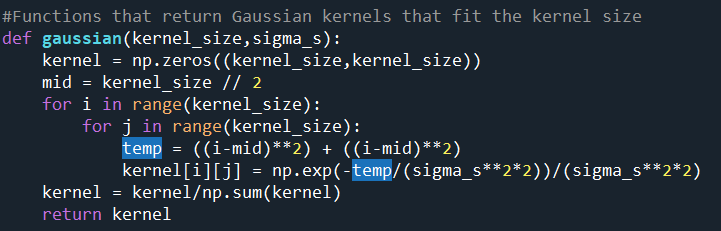 #Functions that return Gaussian kernels that fit the kernel size
def gaussian(kernel_size,sigma_s):
    kernel = np.zeros((kernel_size,kernel_size))
    mid = kernel_size // 2
    for i in range(kernel_size):
        for j in range(kernel_size):
            temp = ((i-mid)**2) + ((i-mid)**2)
            kernel[i][j] = np.exp(-temp/(sigma_s**2*2))/(sigma_s**2*2)
    kernel = kernel/np.sum(kernel)
    return kernel